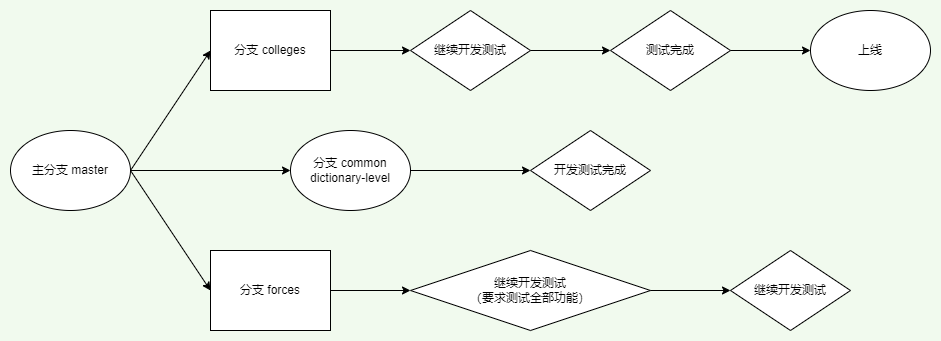 分支 colleges
继续开发测试
测试完成
上线
主分支 master
分支 common
dictionary-level
开发测试完成
分支 forces
继续开发测试
（要求测试全部功能）
继续开发测试